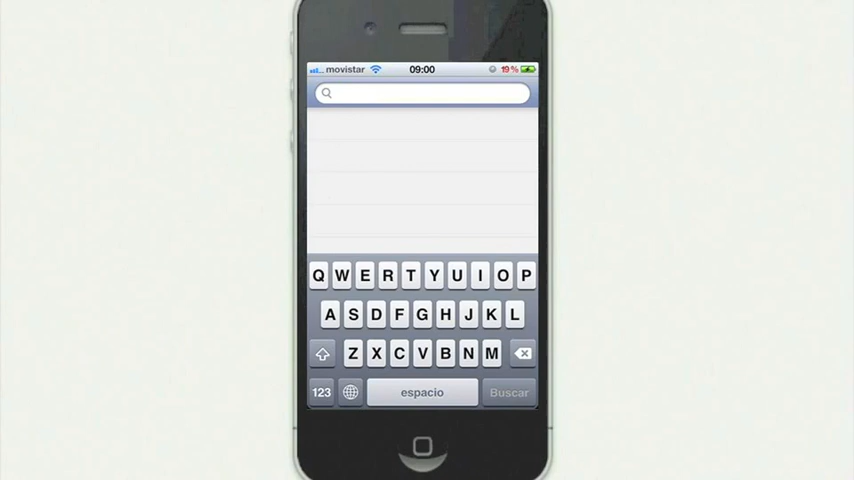 movistar 09:00 19%
Q W E R T Y U I O P
A S D F G H J K L
Z X C V B N M
123 espacio Buscar